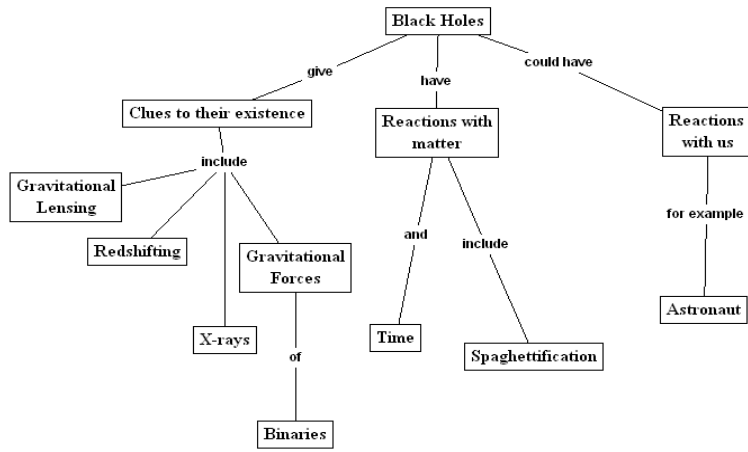 Black Holes
give
have
could have
Clues to their existence
Reactions with
matter
Reactions
with us
include
Gravitational
Lensing
Redshifting
X-rays
Gravitational
Forces
of
Binaries
and
include
Time
Spaghettification
for example
Astronaut